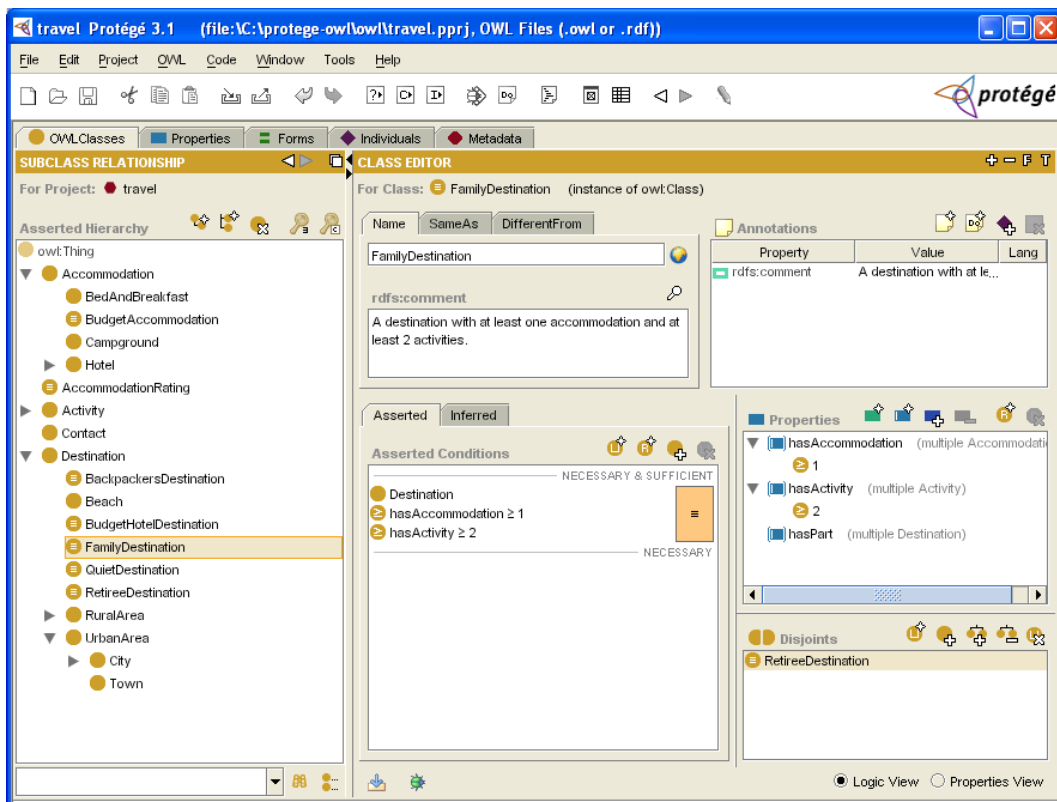 travel Protégé 3.1 (file:\C:\protege-owl\owl\travel.pprj, OWL Files (.owl or .rdf))
File Edit Project OWL Code Window Tools Help
protégé
OWLClasses Properties Forms Individuals Metadata
SUBCLASS RELATIONSHIP
For Project: travel
Asserted Hierarchy
owl:Thing
Accommodation
BedAndBreakfast
BudgetAccommodation
Campground
Hotel
AccommodationRating
Activity
Contact
Destination
BackpackersDestination
Beach
BudgetHotelDestination
FamilyDestination
QuietDestination
RetireeDestination
RuralArea
UrbanArea
City
Town
CLASS EDITOR
F T
For Class: FamilyDestination (instance of owl:Class)
Name SameAs DifferentFrom
FamilyDestination
rdfs:comment
A destination with at least one accommodation and at
least 2 activities.
Annotations
Property Value Lang
rdfs:comment A destination with at le...
Asserted Inferred
Asserted Conditions
NECESSARY & SUFFICIENT
Destination
hasAccommodation ≥ 1
hasActivity ≥ 2
≡
NECESSARY
Properties
hasAccommodation (multiple Accommodati
≥ 1
hasActivity (multiple Activity)
≥ 2
hasPart (multiple Destination)
Disjoints
RetireeDestination
Logic View Properties View